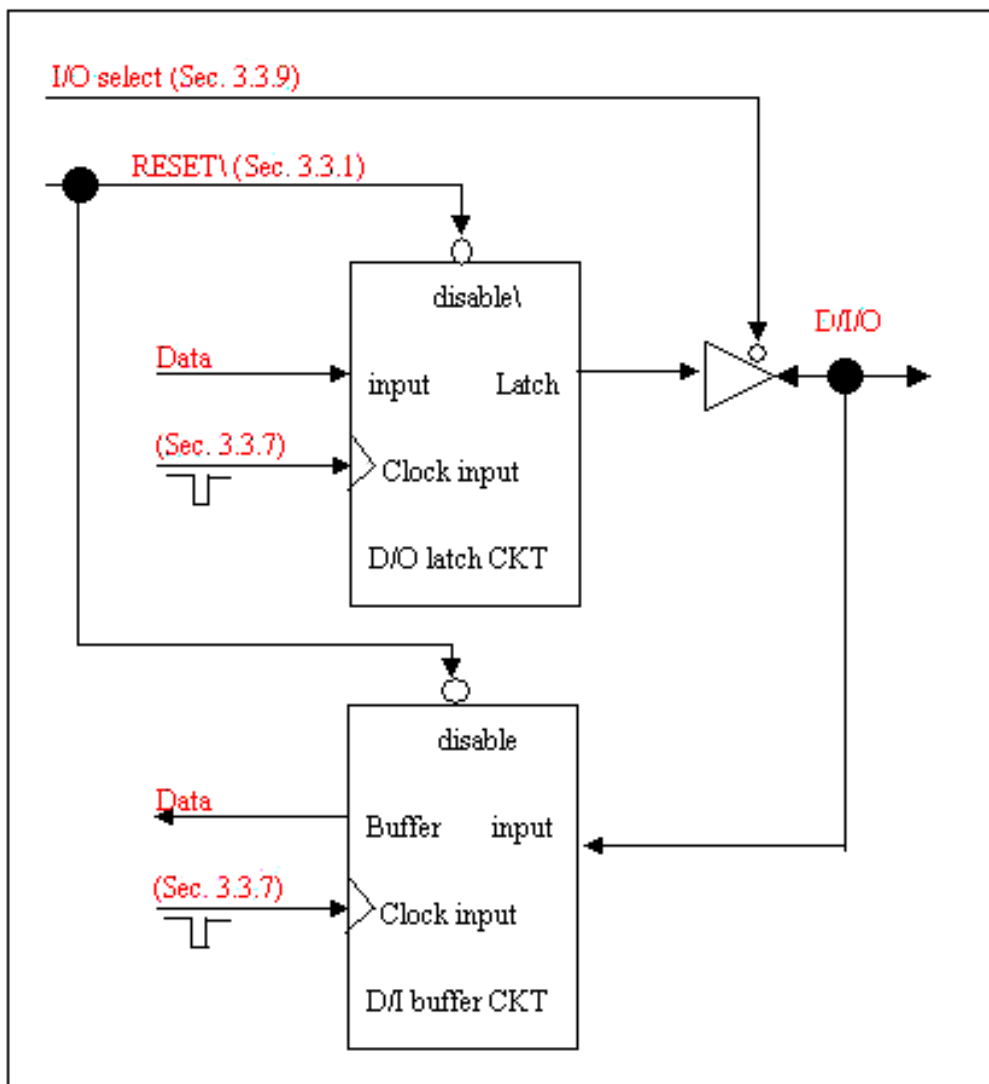 I/O select (Sec. 3.3.9)
RESET\ (Sec. 3.3.1)
disable\
D/I/O
Data
input Latch
(Sec. 3.3.7)
Clock input
D/O latch CKT
disable
Data
Buffer input
(Sec. 3.3.7)
Clock input
D/I buffer CKT